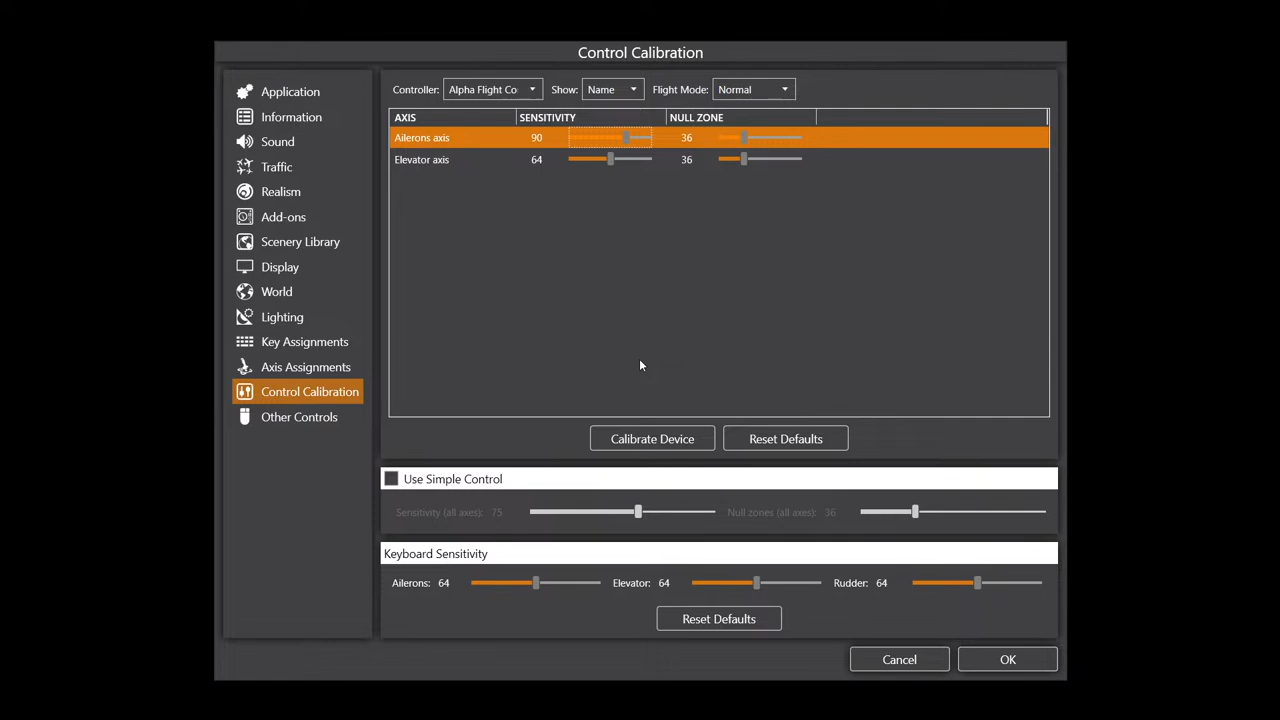 Control Calibration
Application
Information
Sound
Traffic
Realism
Add-ons
Scenery Library
Display
World
Lighting
Key Assignments
Axis Assignments
Control Calibration
Other Controls
Controller: Alpha Flight Co Show: Name Flight Mode: Normal
AXIS SENSITIVITY NULL ZONE
Ailerons axis 90 36
Elevator axis 64 36
Calibrate Device Reset Defaults
Use Simple Control
Sensitivity (all axes): 75 Null zones (all axes): 36
Keyboard Sensitivity
Ailerons: 64 Elevator: 64 Rudder: 64
Reset Defaults
Cancel OK